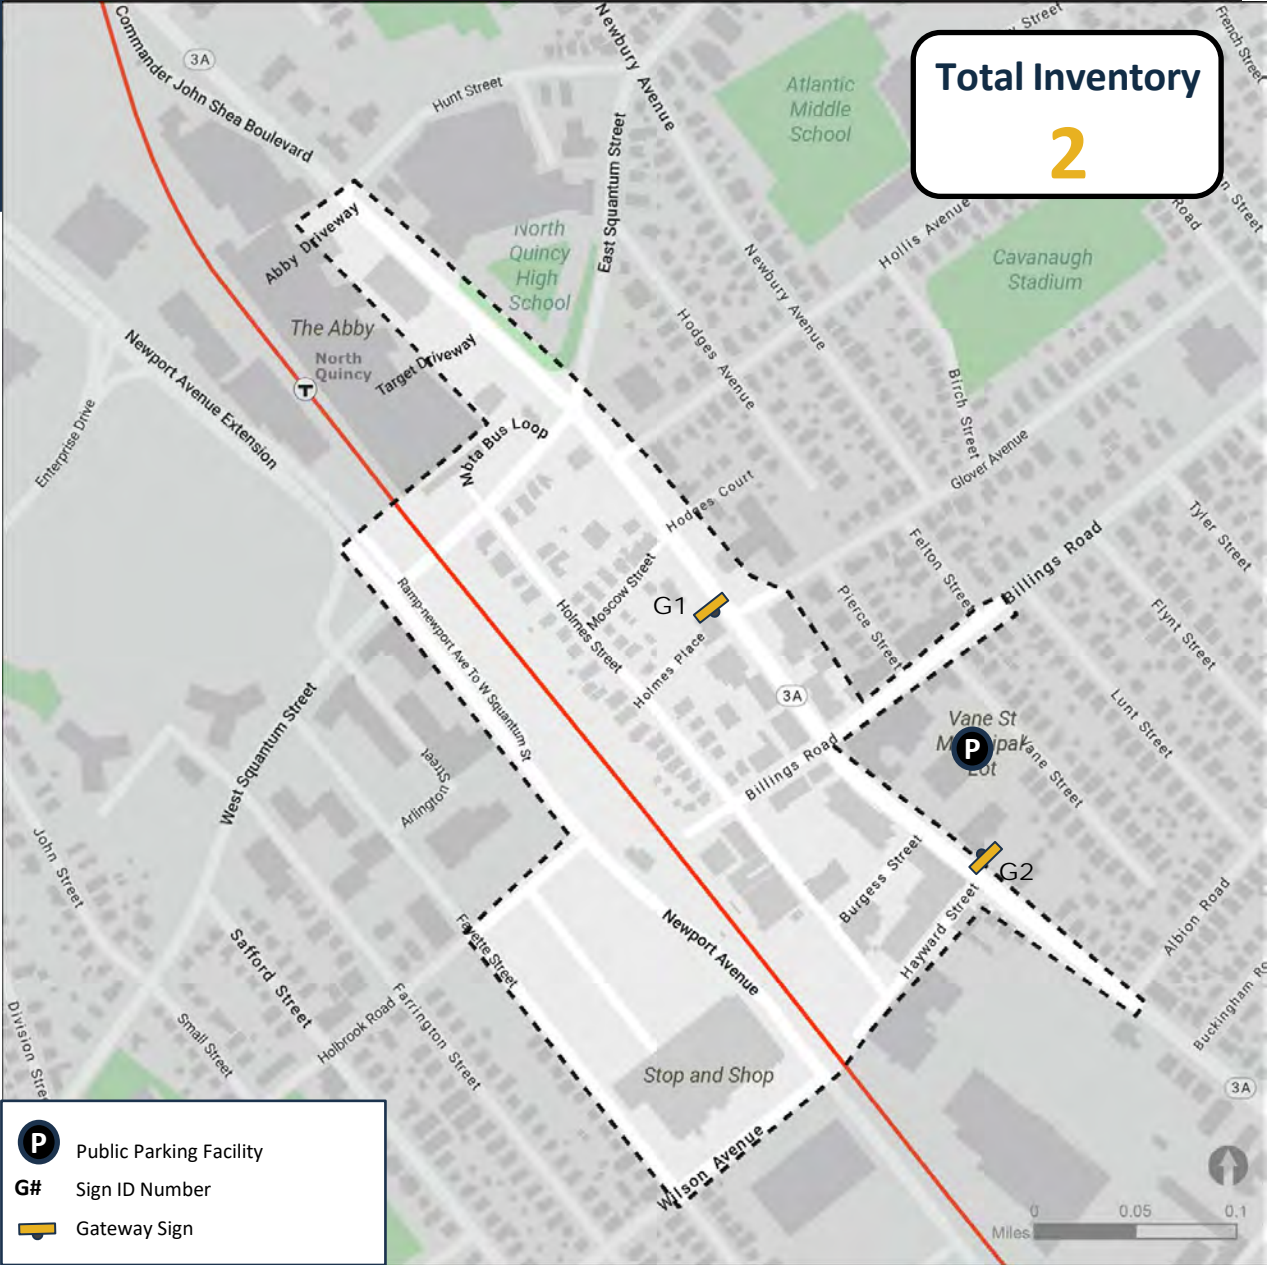 Commander John Shea Boulevard
3A
Hunt Street
Newbury Avenue
East Squantum Street
Atlantic
Middle
School
Street
French Street
Total Inventory
2
n Street
Road
Hollis Avenue
Cavanaugh
Stadium
Abby Driveway
North
Quincy
High
School
Newbury Avenue
Hodges Avenue
The Abby
North
Quincy
T
Target Driveway
Newport Avenue Extension
Enterprise Drive
Mbta Bus Loop
Birch Street
Glover Avenue
Hodges Court
Tyler Street
Felton Street
Billings Road
Moscow Street
Holmes Street
G1
Holmes Place
Pierce Street
Flynt Street
Ramp-newport Ave To W Squantum St
3A
Lunt Street
West Squantum Street
Vane St
Lot
P
Vane Street
Arlington Street
Billings Road
John Street
Burgess Street
G2
Hayward Street
Albion Road
Newport Avenue
Fayette Street
Safford Street
Farrington Street
Holbrook Road
Small Street
Division Stree
Buckingham R
Stop and Shop
3A
Wilson Avenue
P Public Parking Facility
G# Sign ID Number
Gateway Sign
0 0.05 0.1
Miles